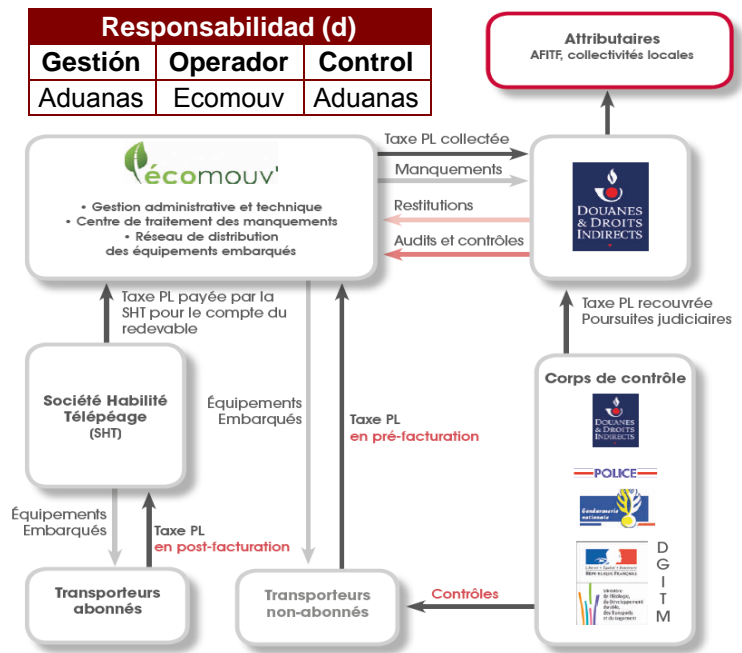 Responsabilidad (d)
Gestión Operador Control
Aduanas Ecomouv Aduanas
Attributaires
AFITF, collectivités locales
écomouv'
• Gestion administrative et technique
• Centre de traitement des manquements
• Réseau de distribution
des équipements embarqués
Taxe PL collectée
Manquements
Restitutions
Audits et contrôles
DOUANES
& DROITS
INDIRECTS
Taxe PL payée par la
SHT pour le compte du
redevable
Taxe PL recouvrée
Poursuites judiciaires
Société Habilité
Télépéage
(SHT)
Équipements
Embarqués
Taxe PL
en pré-facturation
Corps de contrôle
DOUANES
& DROITS
INDIRECTS
POLICE
Gendarmerie
nationale
Équipements
Embarqués
Taxe PL
en post-facturation
RÉPUBLIQUE FRANÇAISE
DGITM
Transporteurs
abonnés
Transporteurs
non-abonnés
Contrôles